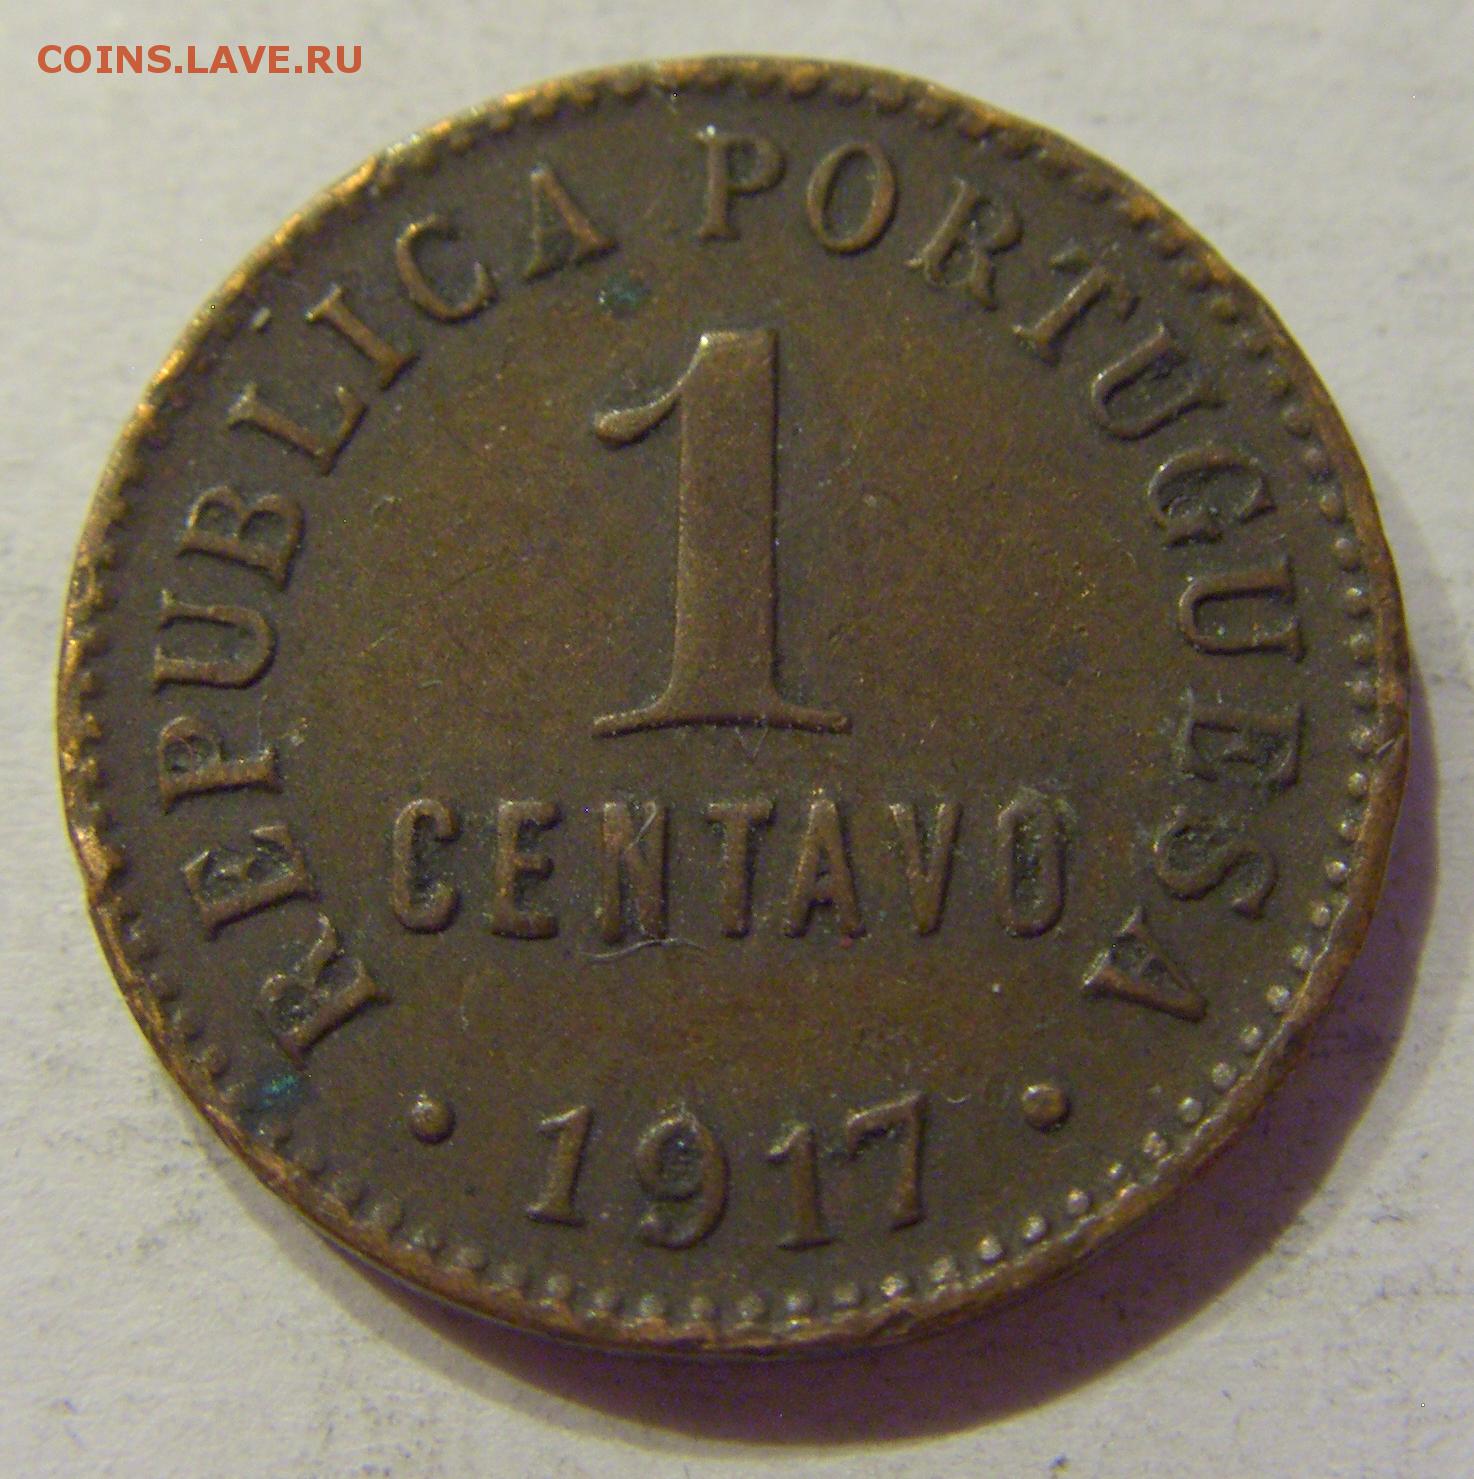 COINS.LAVE.RU
REPUBLICA PORTUGUESA
1
CENTAVO
• 1917 •